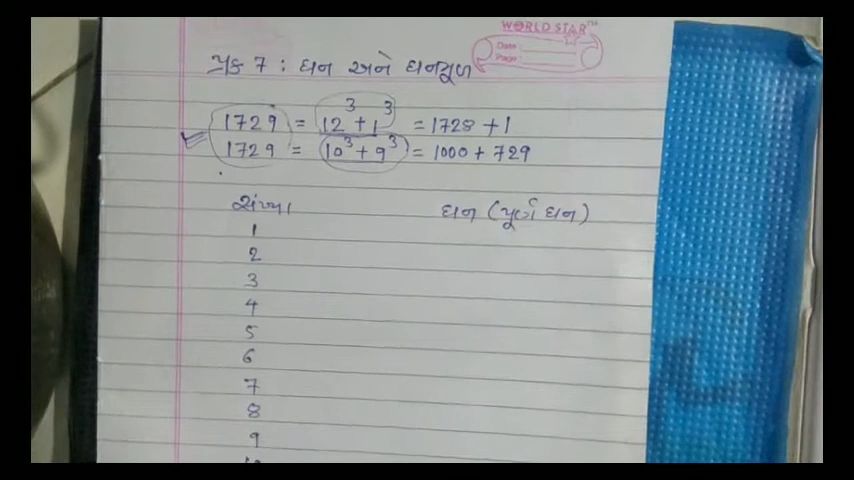 WORLD STAR™
Date :
Page :
પ્રક 7 : ઘન અને ઘનમૂળ
1729 = 12³ + 1³ = 1728 + 1
1729 = 10³ + 9³ = 1000 + 729
સંખ્યા ઘન (પૂર્ણ ઘન)
1
2
3
4
5
6
7
8
9